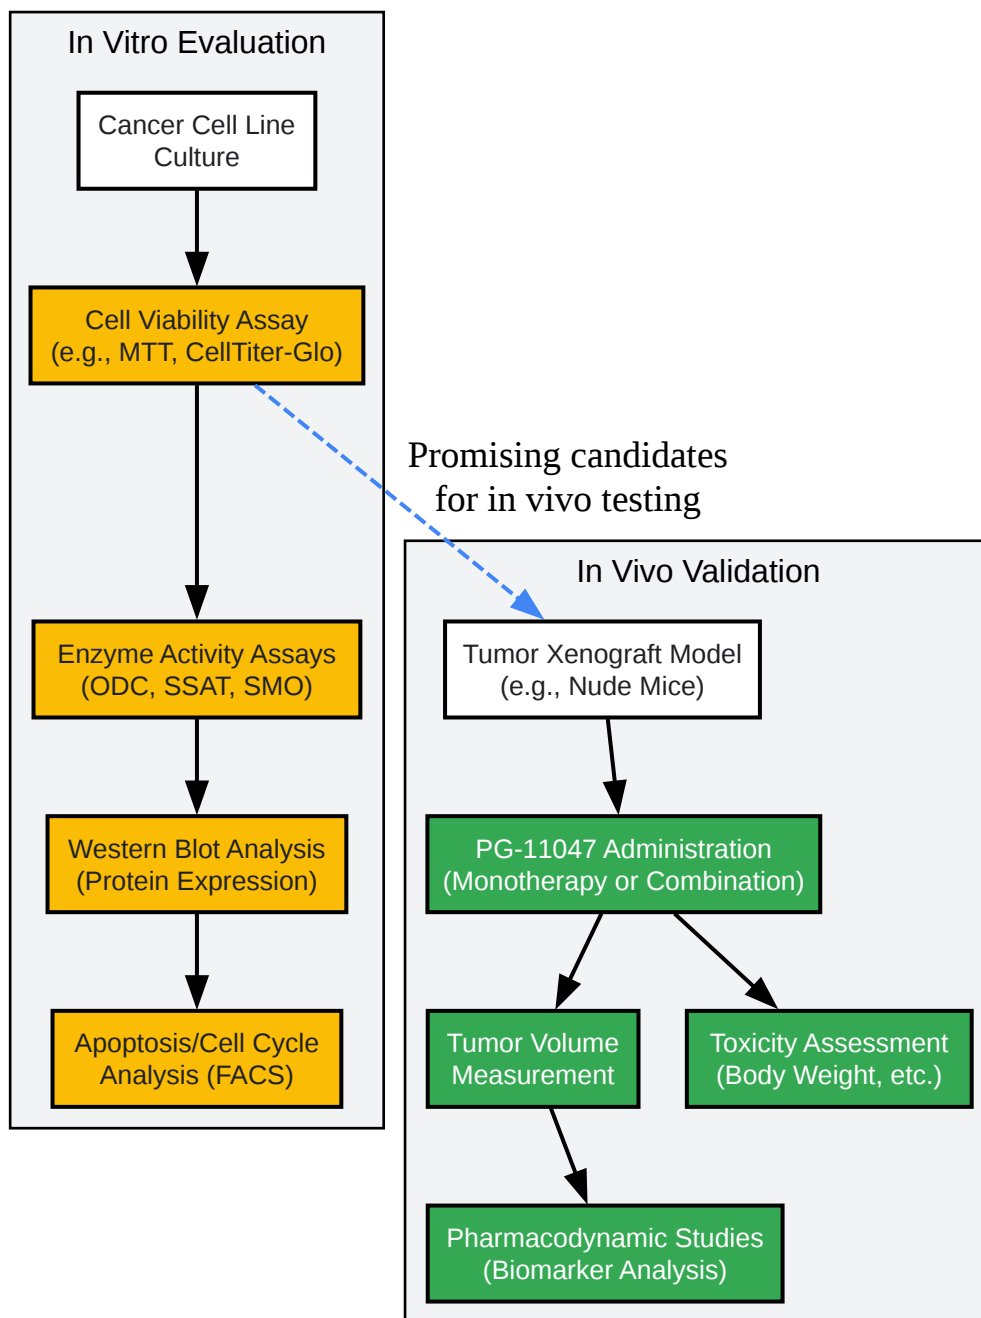 In Vitro Evaluation
Cancer Cell Line
Culture
Cell Viability Assay
(e.g., MTT, CellTiter-Glo)
Promising candidates
for in vivo testing
Enzyme Activity Assays
(ODC, SSAT, SMO)
Western Blot Analysis
(Protein Expression)
Apoptosis/Cell Cycle
Analysis (FACS)
In Vivo Validation
Tumor Xenograft Model
(e.g., Nude Mice)
PG-11047 Administration
(Monotherapy or Combination)
Tumor Volume
Measurement
Toxicity Assessment
(Body Weight, etc.)
Pharmacodynamic Studies
(Biomarker Analysis)